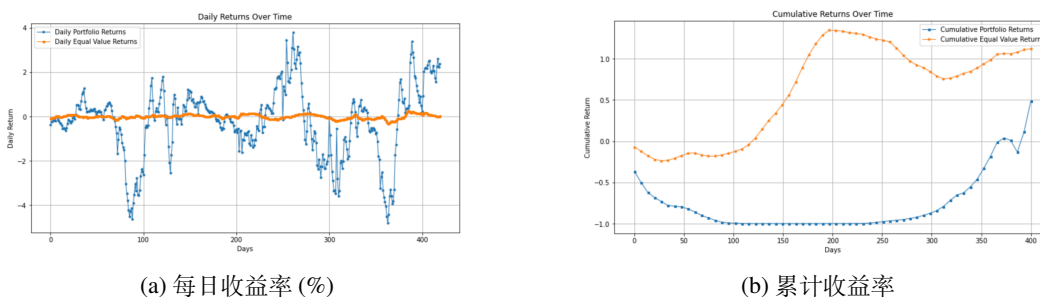 Daily Returns Over Time
Daily Portfolio Returns
Daily Equal Value Returns
4
2
0
−2
−4
Daily Return
0
100
200
300
400
Days
(a) 每日收益率 (%)
Cumulative Returns Over Time
Cumulative Portfolio Returns
Cumulative Equal Value Return
1.0
0.5
0.0
−0.5
−1.0
Cumulative Return
0
50
100
150
200
250
300
350
400
Days
(b) 累计收益率